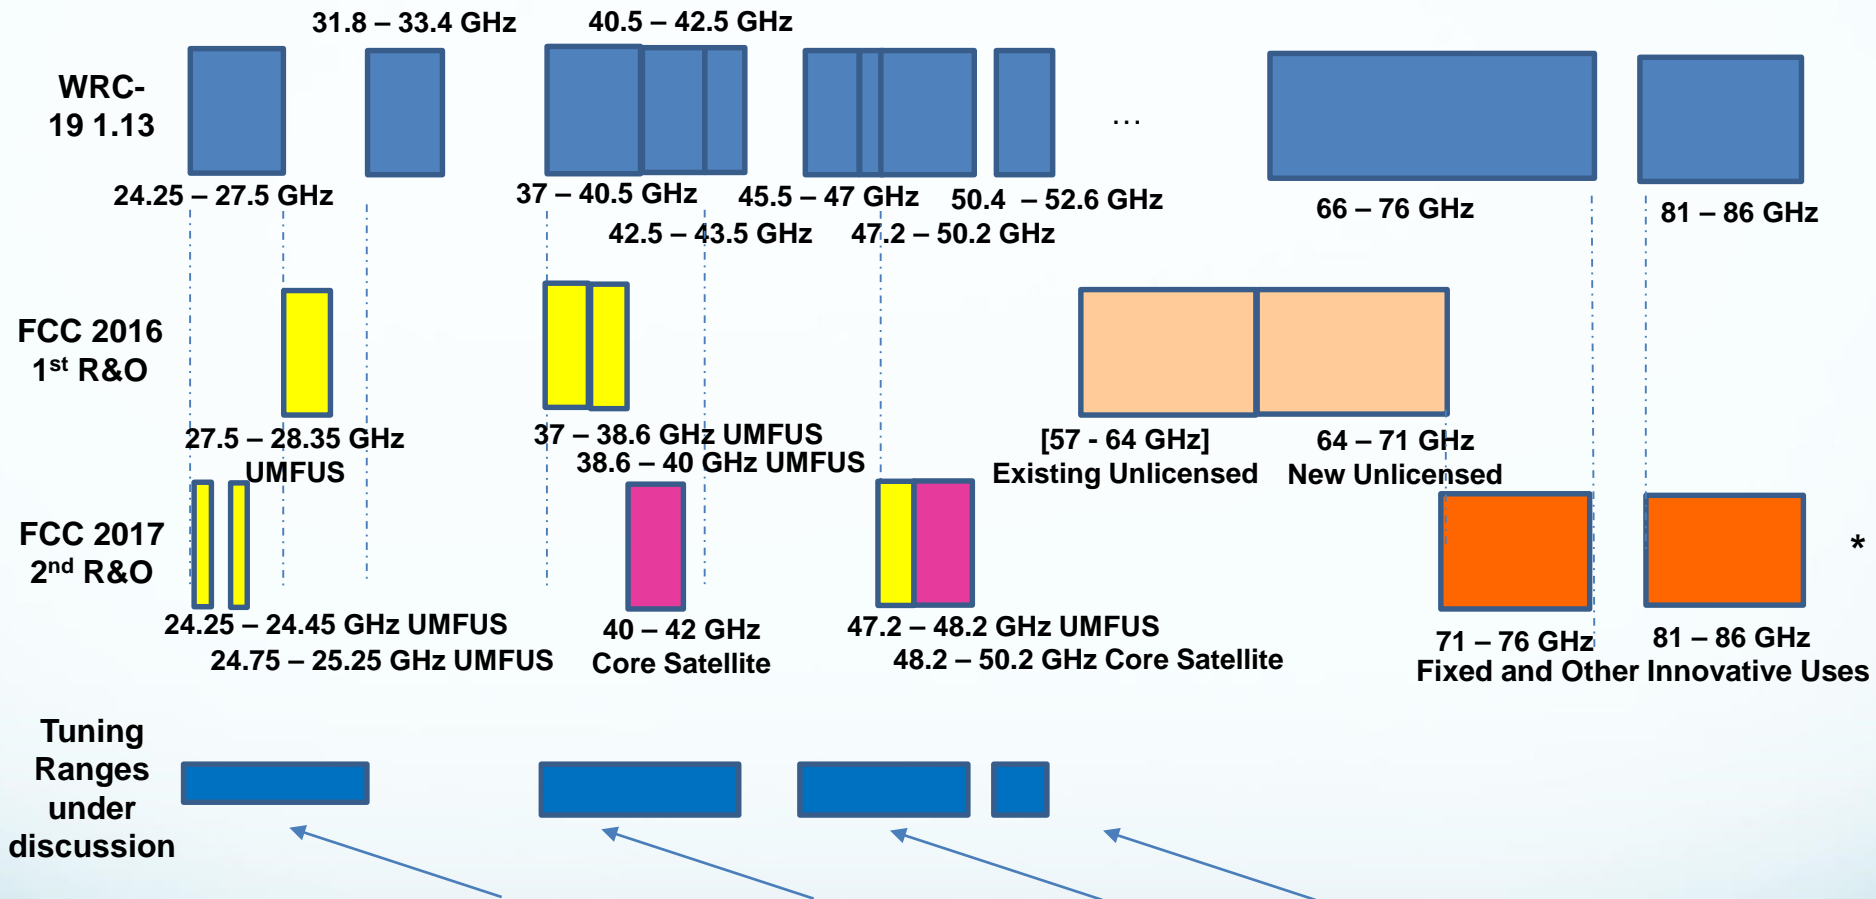 31.8 – 33.4 GHz
40.5 – 42.5 GHz
WRC-
19 1.13
...
24.25 – 27.5 GHz
37 – 40.5 GHz
45.5 – 47 GHz
50.4 – 52.6 GHz
66 – 76 GHz
81 – 86 GHz
42.5 – 43.5 GHz
47.2 – 50.2 GHz
FCC 2016
1st R&O
27.5 – 28.35 GHz
UMFUS
37 – 38.6 GHz UMFUS
38.6 – 40 GHz UMFUS
[57 - 64 GHz]
Existing Unlicensed
64 – 71 GHz
New Unlicensed
FCC 2017
2nd R&O
*
24.25 – 24.45 GHz UMFUS
24.75 – 25.25 GHz UMFUS
40 – 42 GHz
Core Satellite
47.2 – 48.2 GHz UMFUS
48.2 – 50.2 GHz Core Satellite
71 – 76 GHz
81 – 86 GHz
Fixed and Other Innovative Uses
Tuning
Ranges
under
discussion